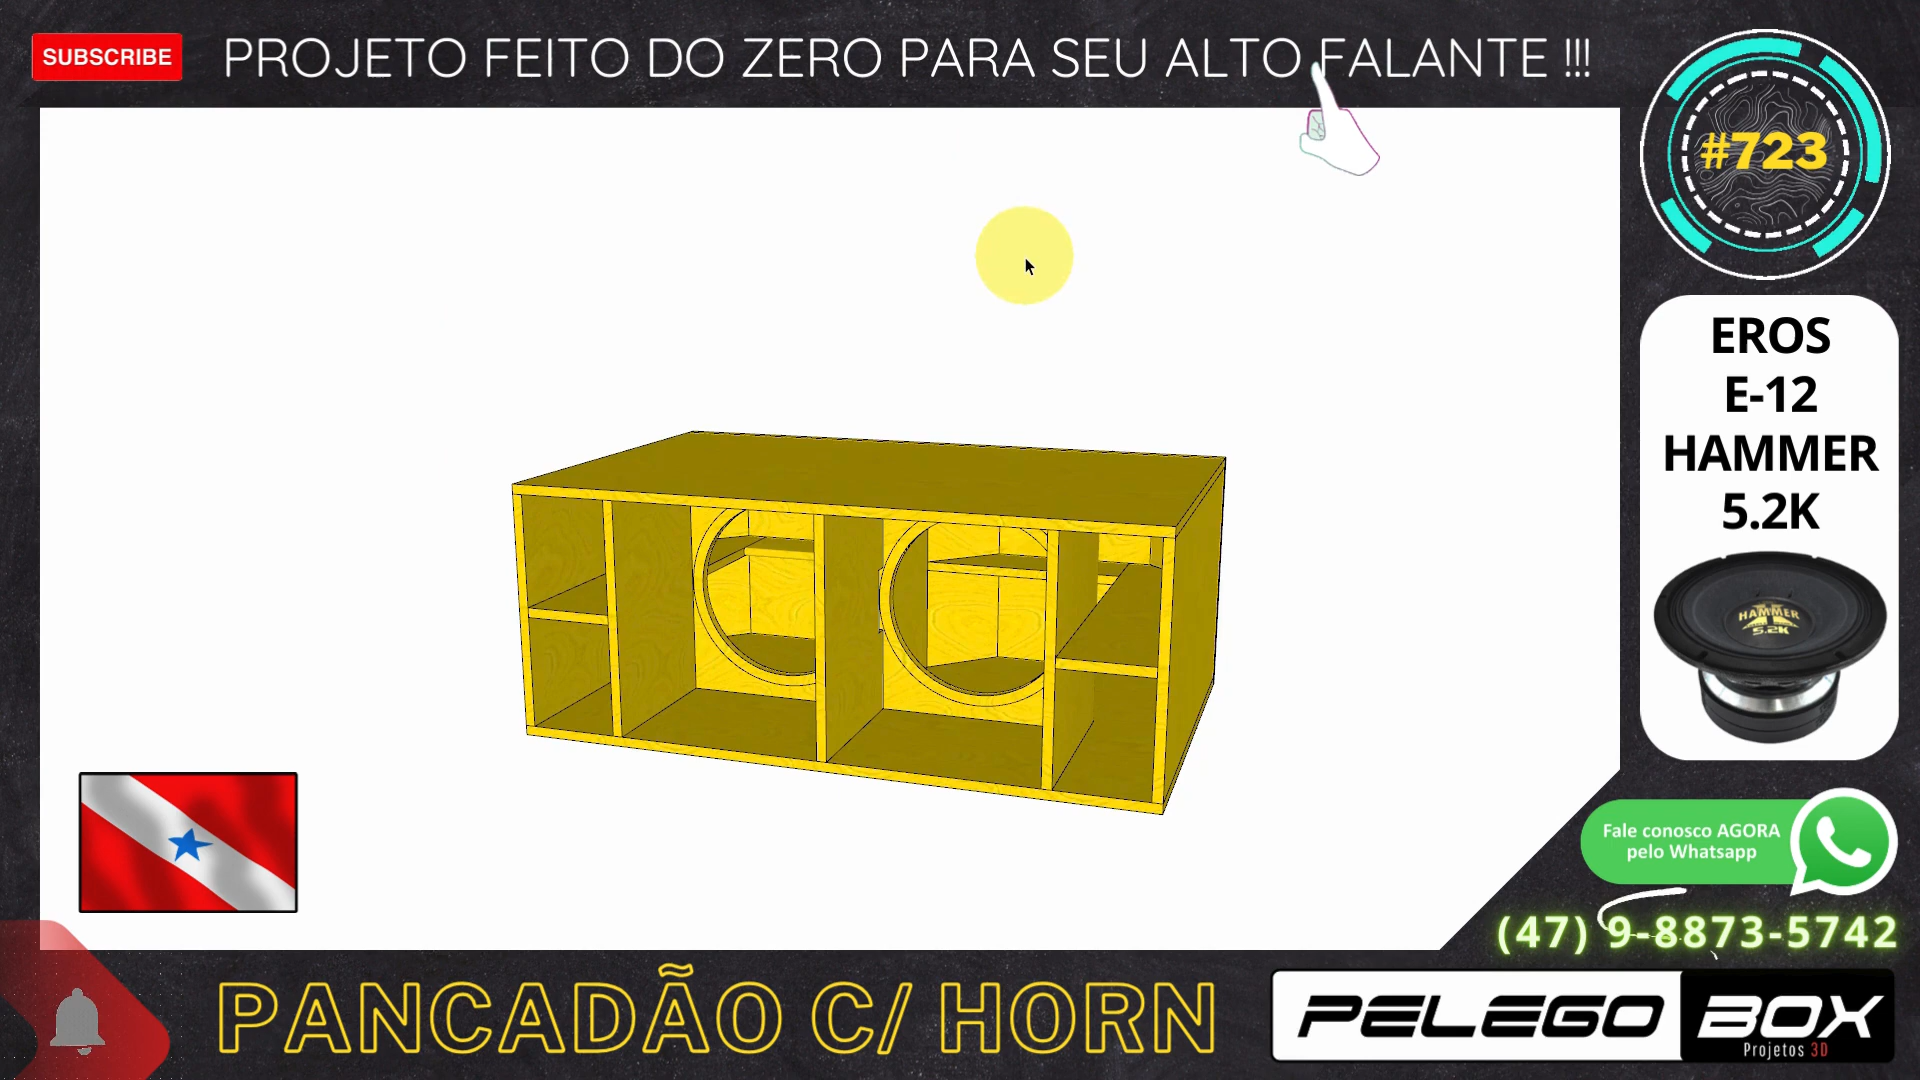 SUBSCRIBE
PROJETO FEITO DO ZERO PARA SEU ALTO FALANTE !!!
#723
EROS
E-12
HAMMER
5.2K
HAMMER
5.2K
Fale conosco AGORA
pelo Whatsapp
(47) 9-8873-5742
PANCADÃO C/ HORN
PELEGO BOX
Projetos 3D